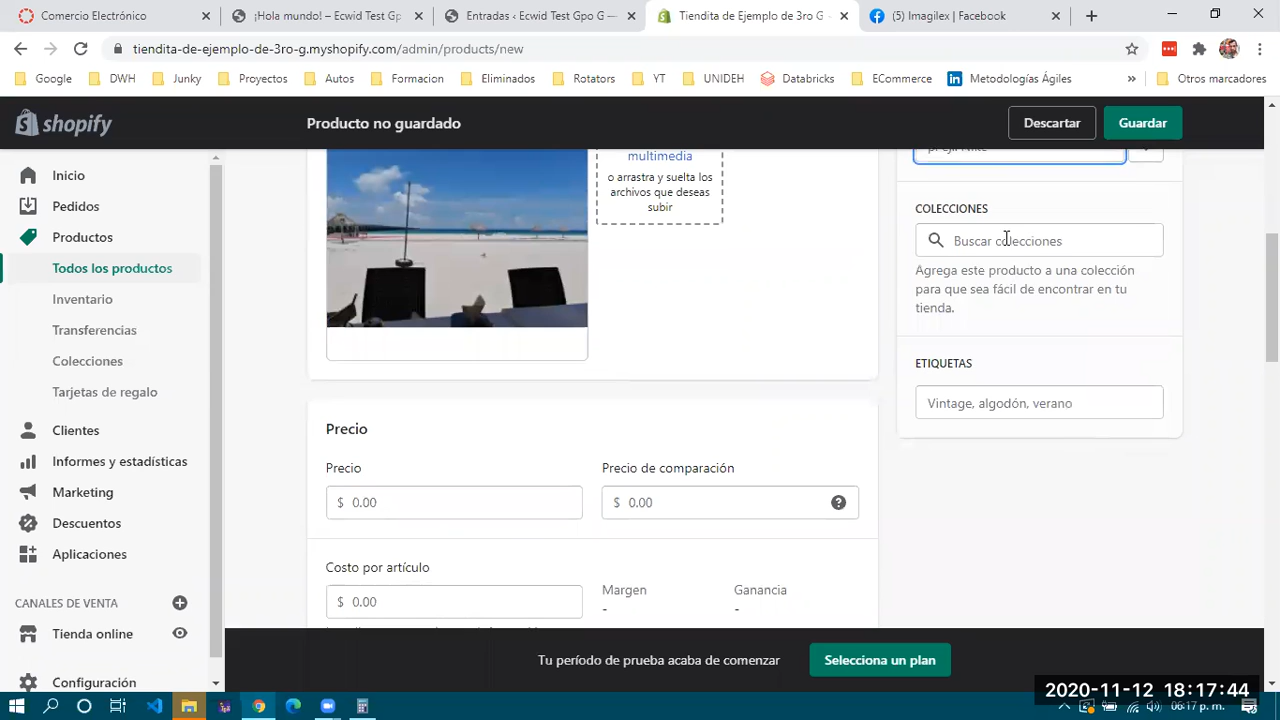 Comercio Electrónico
¡Hola mundo! – Ecwid Test Gp
Entradas ‹ Ecwid Test Gpo G —
Tiendita de Ejemplo de 3ro G -
(5) Imagilex | Facebook
tiendita-de-ejemplo-de-3ro-g.myshopify.com/admin/products/new
Google
DWH
Junky
Proyectos
Autos
Formacion
Eliminados
Rotators
YT
UNIDEH
Databricks
ECommerce
Metodologías Ágiles
»
Otros marcadores
shopify
Producto no guardado
Descartar
Guardar
Inicio
Pedidos
Productos
Todos los productos
Inventario
Transferencias
Colecciones
Tarjetas de regalo
Clientes
Informes y estadísticas
Marketing
Descuentos
Aplicaciones
CANALES DE VENTA
Tienda online
Configuración
multimedia
o arrastra y suelta los
archivos que deseas
subir
Precio
Precio
$ 0.00
Precio de comparación
$ 0.00
Costo por artículo
$ 0.00
Margen
-
Ganancia
-
COLECCIONES
Buscar colecciones
Agrega este producto a una colección
para que sea fácil de encontrar en tu
tienda.
ETIQUETAS
Vintage, algodón, verano
Tu período de prueba acaba de comenzar
Selecciona un plan
2020-11-12 18:17:44
06:17 p. m.